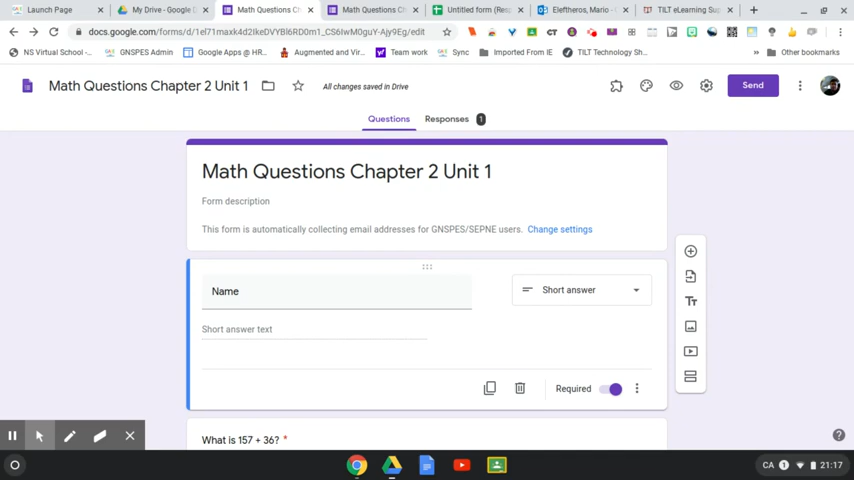 Launch Page
My Drive - Google D
Math Questions Ch
Math Questions Ch
Untitled form (Resp
Eleftheros, Mario -
TILT eLearning Sup
docs.google.com/forms/d/1el71maxk4d2IkeDVYBl6RD0m1_CS6IwM0guY-Ajy9Eg/edit
NS Virtual School -...
GNSPES Admin
Google Apps @ HR...
Augmented and Vir...
Team work
Sync
Imported From IE
TILT Technology Sh...
»
Other bookmarks
Math Questions Chapter 2 Unit 1
All changes saved in Drive
Send
Questions
Responses 1
Math Questions Chapter 2 Unit 1
Form description
This form is automatically collecting email addresses for GNSPES/SEPNE users. Change settings
Name
Short answer
Short answer text
Required
What is 157 + 36? *
CA 1 21:17